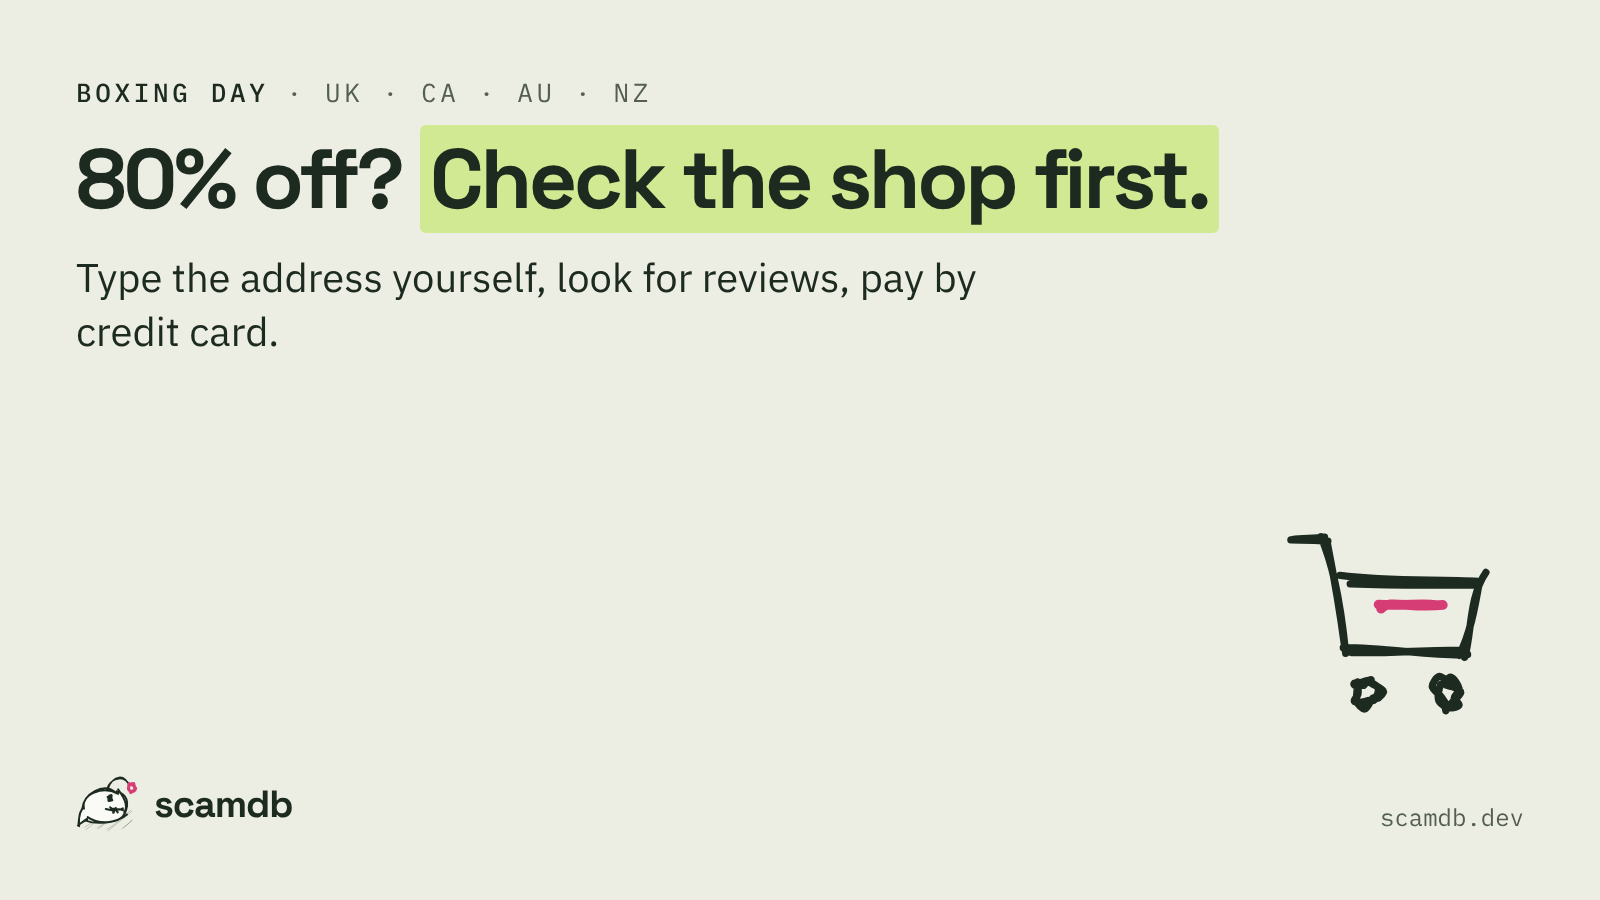 BOXING DAY · UK · CA · AU · NZ
80% off? Check the shop first.
Type the address yourself, look for reviews, pay by
credit card.
scamdb
scamdb.dev